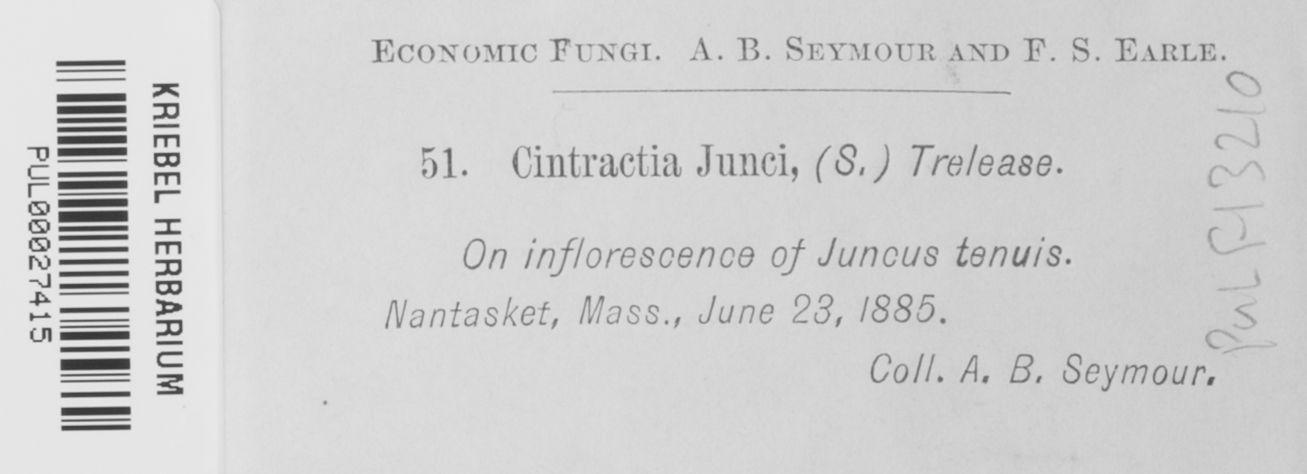 ECONOMIC FUNGI. A. B. SEYMOUR AND F. S. EARLE.
51. Cintractia Junci, (S.) Trelease.
On inflorescence of Juncus tenuis.
Nantasket, Mass., June 23, 1885.
Coll. A. B. Seymour.
KRIEBEL HERBARIUM
PUL00027415
PUL F13210